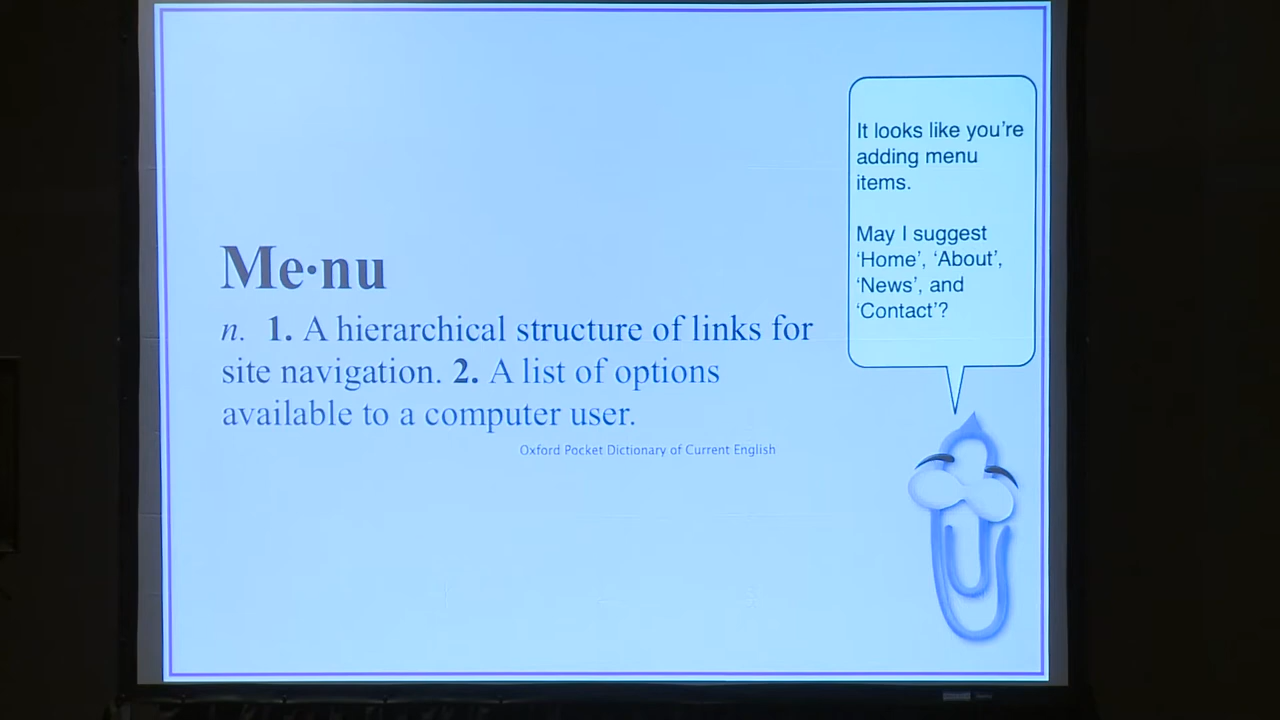 Me·nu
n. 1. A hierarchical structure of links for
site navigation. 2. A list of options
available to a computer user.
Oxford Pocket Dictionary of Current English
It looks like you’re
adding menu
items.
May I suggest
‘Home’, ‘About’,
‘News’, and
‘Contact’?